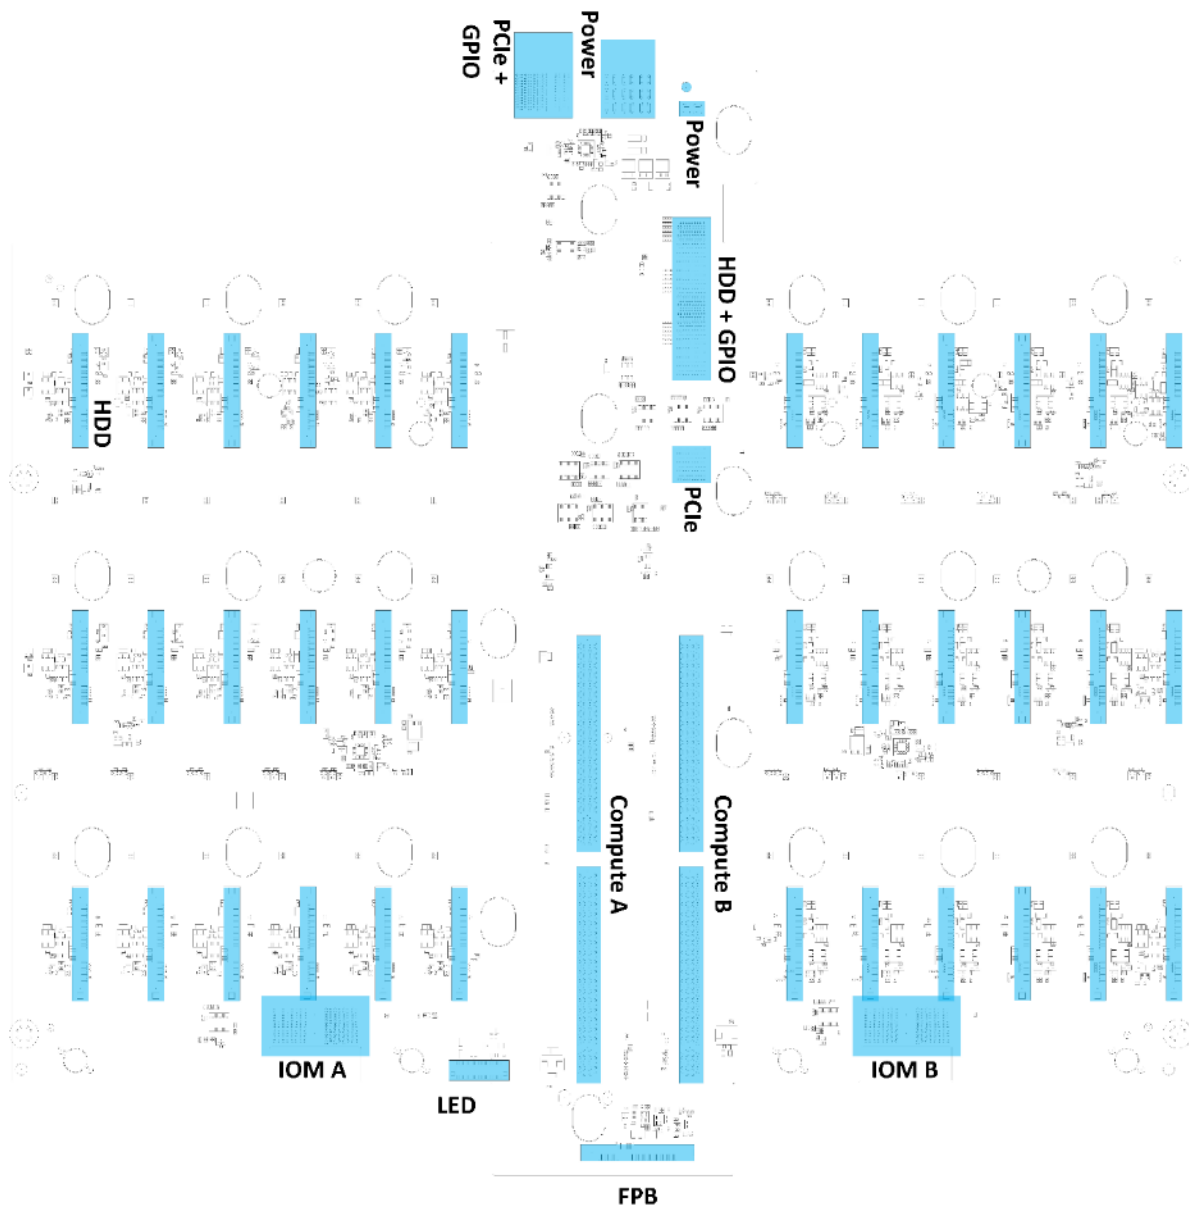 PCIe +
GPIO
Power
Power
HDD + GPIO
HDD
PCIe
Compute A
Compute B
IOM A
IOM B
LED
FPB